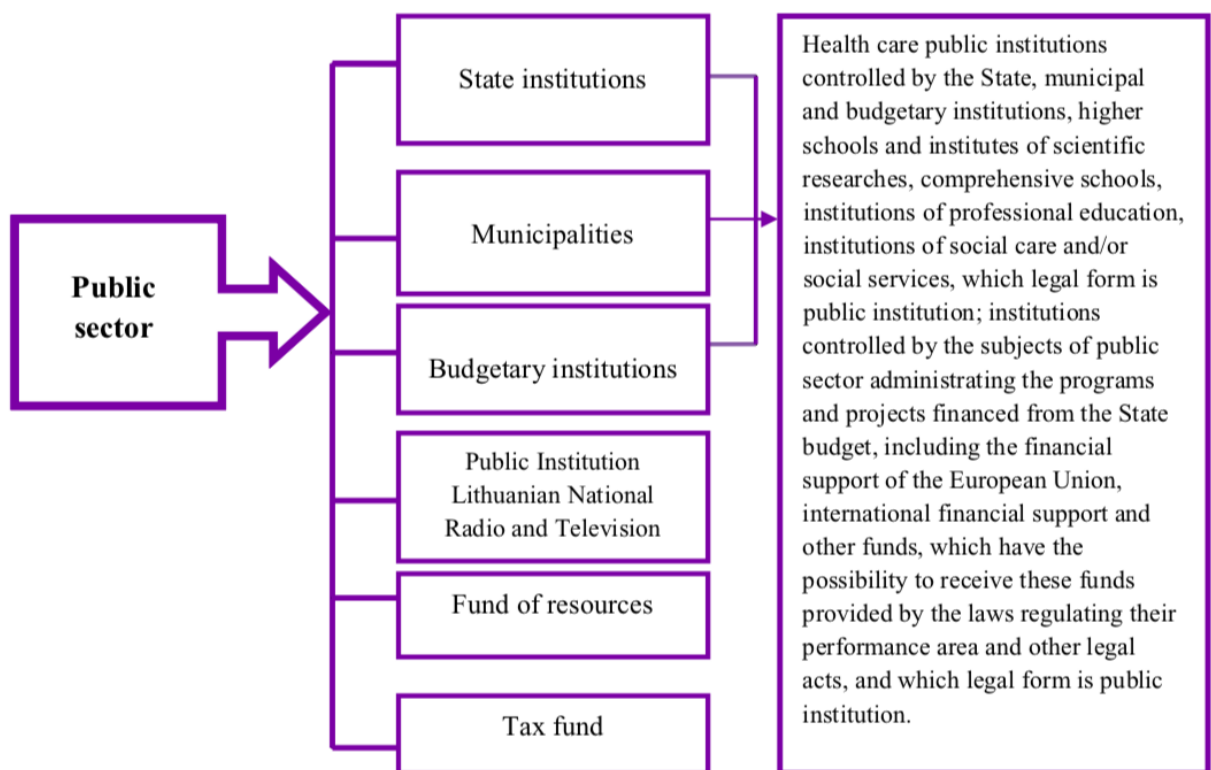 Public
sector
State institutions
Municipalities
Budgetary institutions
Public Institution
Lithuanian National
Radio and Television
Fund of resources
Tax fund
Health care public institutions
controlled by the State, municipal
and budgetary institutions, higher
schools and institutes of scientific
researches, comprehensive schools,
institutions of professional education,
institutions of social care and/or
social services, which legal form is
public institution; institutions
controlled by the subjects of public
sector administrating the programs
and projects financed from the State
budget, including the financial
support of the European Union,
international financial support and
other funds, which have the
possibility to receive these funds
provided by the laws regulating their
performance area and other legal
acts, and which legal form is public
institution.